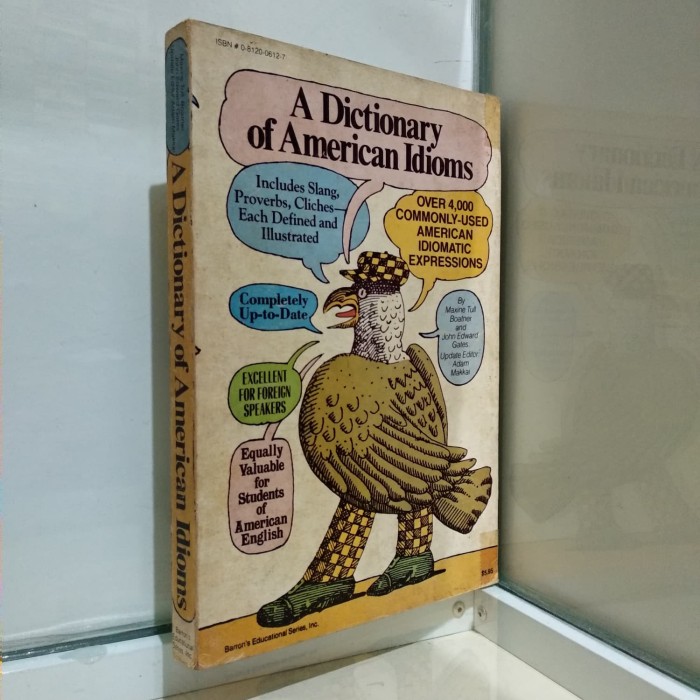 ISBN # 0-8120-0612-7
A Dictionary
of American Idioms
Includes Slang,
Proverbs, Cliches—
Each Defined and
Illustrated
OVER 4,000
COMMONLY-USED
AMERICAN
IDIOMATIC
EXPRESSIONS
Completely
Up-to-Date
By
Maxine Tull
Boatner
and
John Edward
Gates.
Update Editor:
Adam
Makkai
EXCELLENT
FOR FOREIGN
SPEAKERS
Equally
Valuable
for
Students
of
American
English
Barron's Educational Series, Inc.
A Dictionary of American Idioms